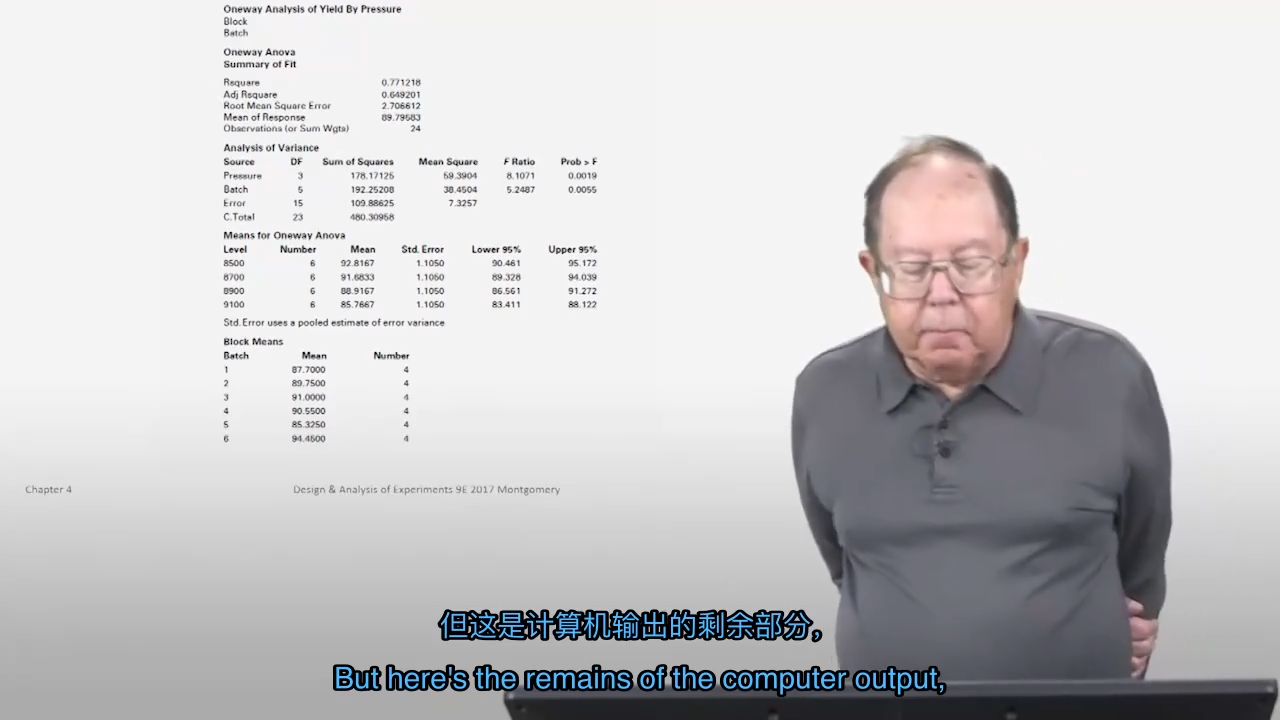 Oneway Analysis of Yield By Pressure
Block
Batch
Oneway Anova
Summary of Fit
Rsquare 0.771218
Adj Rsquare 0.649201
Root Mean Square Error 2.706612
Mean of Response 89.79583
Observations (or Sum Wgts) 24
Analysis of Variance
Source DF Sum of Squares Mean Square F Ratio Prob > F
Pressure 3 178.17125 59.3904 8.1071 0.0019
Batch 5 192.25208 38.4504 5.2487 0.0055
Error 15 109.88625 7.3257
C.Total 23 480.30958
Means for Oneway Anova
Level Number Mean Std. Error Lower 95% Upper 95%
8500 6 92.8167 1.1050 90.461 95.172
8700 6 91.6833 1.1050 89.328 94.039
8900 6 88.9167 1.1050 86.561 91.272
9100 6 85.7667 1.1050 83.411 88.122
Std. Error uses a pooled estimate of error variance
Block Means
Batch Mean Number
1 87.7000 4
2 89.7500 4
3 91.0000 4
4 90.5500 4
5 85.3250 4
6 94.4500 4
Chapter 4 Design & Analysis of Experiments 9E 2017 Montgomery
但这是计算机输出的剩余部分，
But here's the remains of the computer output,